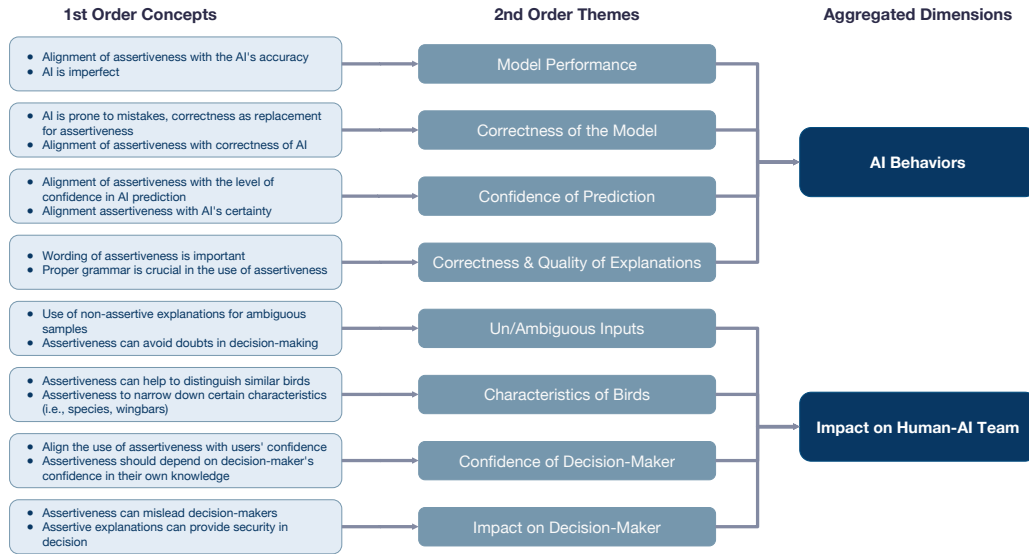 1st Order Concepts
2nd Order Themes
Aggregated Dimensions
• Alignment of assertiveness with the AI's accuracy
• AI is imperfect
Model Performance
• AI is prone to mistakes, correctness as replacement
for assertiveness
• Alignment of assertiveness with correctness of AI
Correctness of the Model
AI Behaviors
• Alignment of assertiveness with the level of
confidence in AI prediction
• Alignment assertiveness with AI's certainty
Confidence of Prediction
• Wording of assertiveness is important
• Proper grammar is crucial in the use of assertiveness
Correctness & Quality of Explanations
• Use of non-assertive explanations for ambiguous
samples
• Assertiveness can avoid doubts in decision-making
Un/Ambiguous Inputs
• Assertiveness can help to distinguish similar birds
• Assertiveness to narrow down certain characteristics
(i.e., species, wingbars)
Characteristics of Birds
Impact on Human-AI Team
• Align the use of assertiveness with users' confidence
• Assertiveness should depend on decision-maker's
confidence in their own knowledge
Confidence of Decision-Maker
• Assertiveness can mislead decision-makers
• Assertive explanations can provide security in
decision
Impact on Decision-Maker